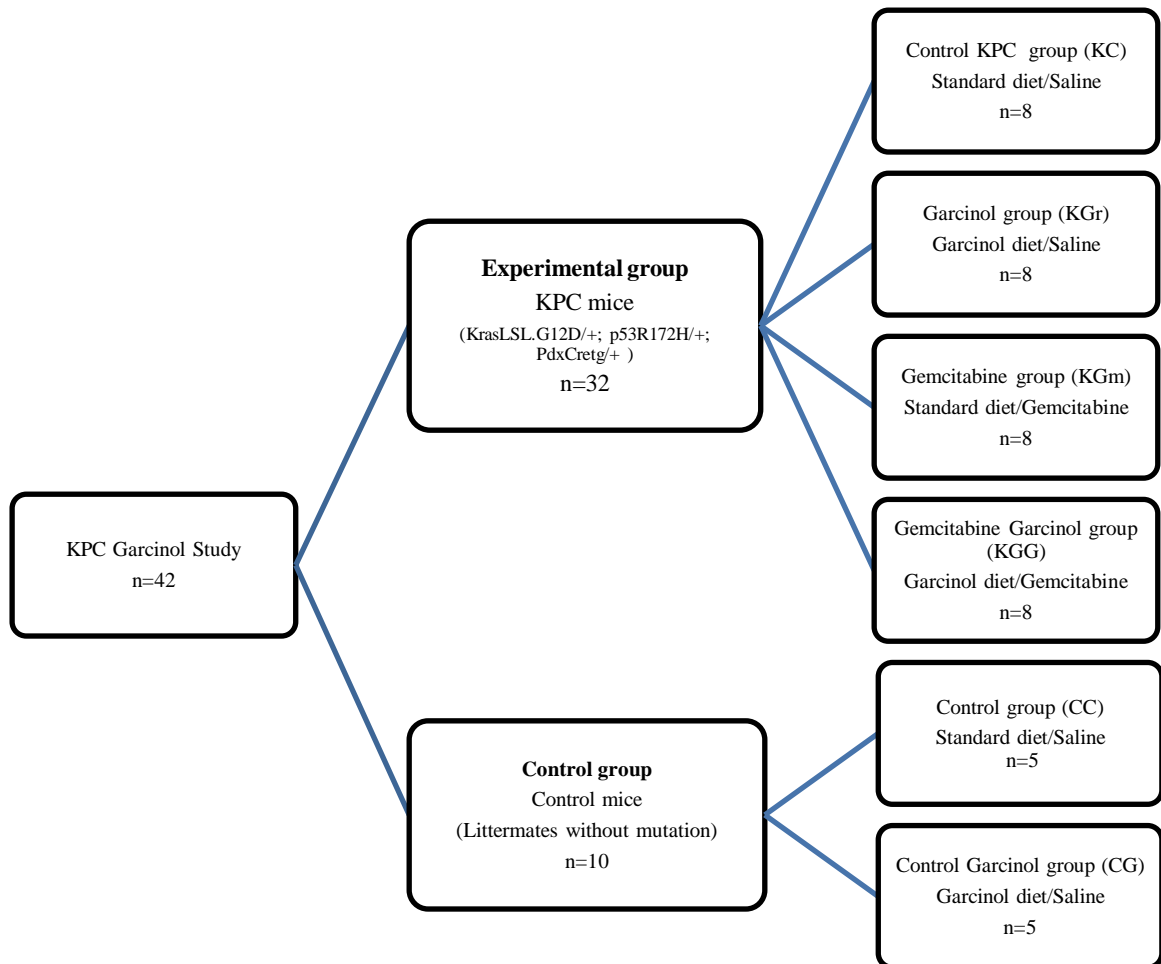 KPC Garcinol Study
n=42
Experimental group
KPC mice
(KrasLSL.G12D/+; p53R172H/+;
PdxCretg/+ )
n=32
Control group
Control mice
(Littermates without mutation)
n=10
Control KPC group (KC)
Standard diet/Saline
n=8
Garcinol group (KGr)
Garcinol diet/Saline
n=8
Gemcitabine group (KGm)
Standard diet/Gemcitabine
n=8
Gemcitabine Garcinol group
(KGG)
Garcinol diet/Gemcitabine
n=8
Control group (CC)
Standard diet/Saline
n=5
Control Garcinol group (CG)
Garcinol diet/Saline
n=5